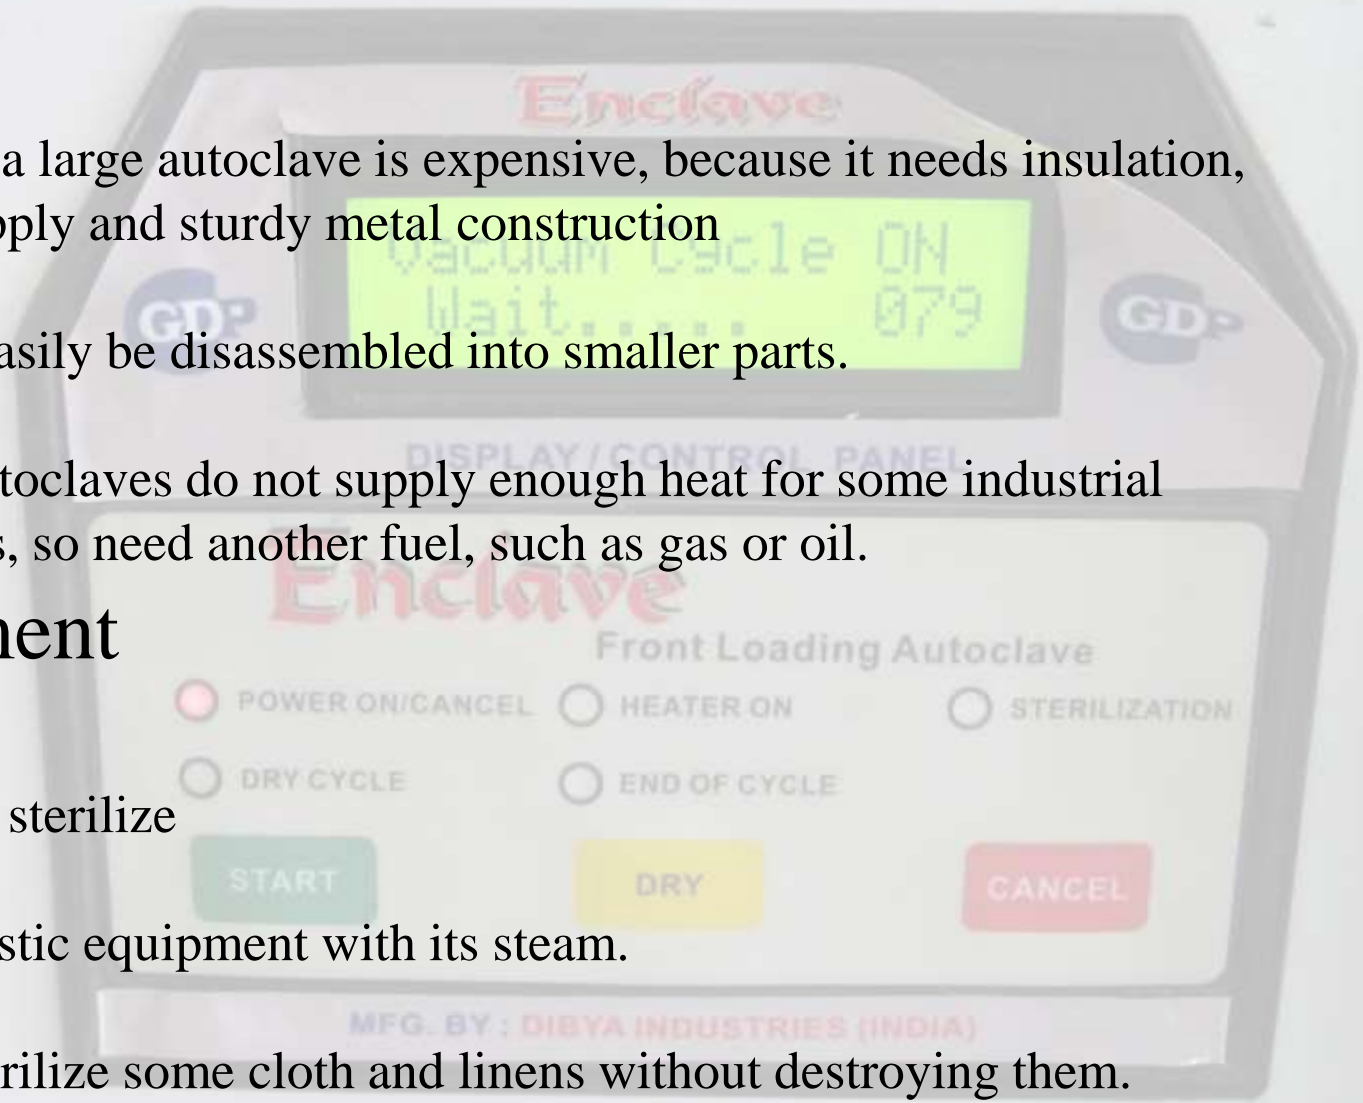 Enclave
a large autoclave is expensive, because it needs insulation,
pply and sturdy metal construction
Vacuum Cycle ON
Wait..... 079
GDP
GDP
asily be disassembled into smaller parts.
DISPLAY / CONTROL PANEL
toclaves do not supply enough heat for some industrial
s, so need another fuel, such as gas or oil.
Enclave
nent
Front Loading Autoclave
POWER ON/CANCEL HEATER ON STERILIZATION
DRY CYCLE END OF CYCLE
sterilize
START DRY CANCEL
stic equipment with its steam.
MFG. BY : DIBYA INDUSTRIES (INDIA)
rilize some cloth and linens without destroying them.